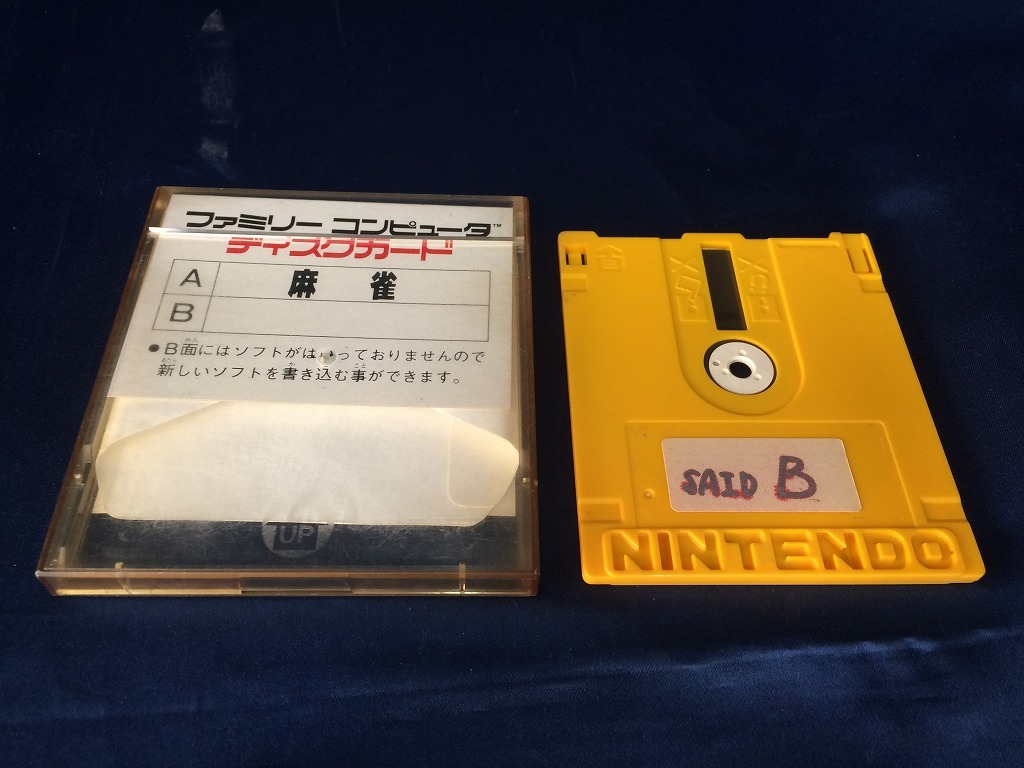 ファミリー コンピュータ™
ディスクカード
A 麻雀
B
●B面にはソフトがはいっておりませんので
新しいソフトを書き込む事ができます。
UP
SAID B
NINTENDO